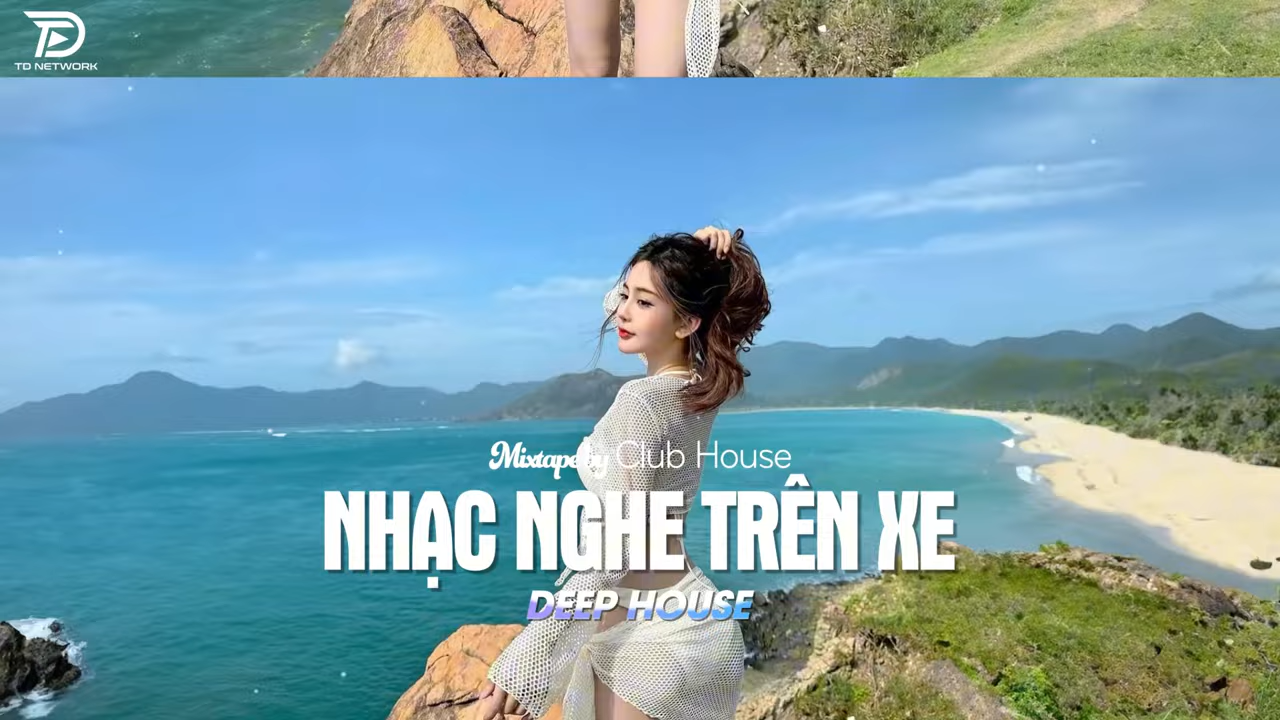 TD NETWORK
Mixtape by Club House
NHẠC NGHE TRÊN XE
DEEP HOUSE